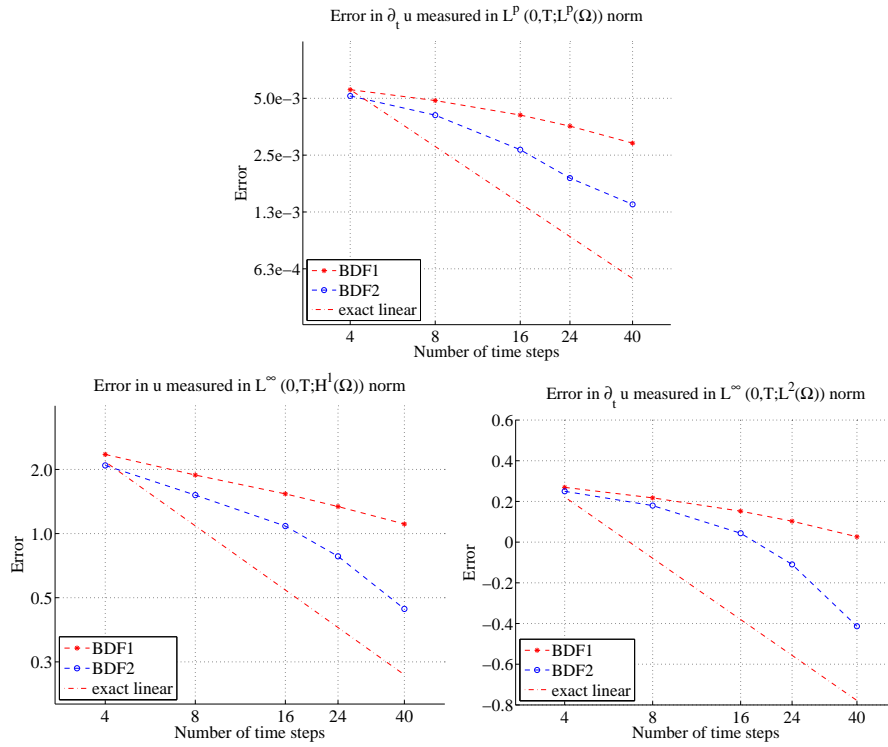 Error in ∂t u measured in L^p (0,T;L^p(Ω)) norm
Error
5.0e−3
2.5e−3
1.3e−3
6.3e−4
BDF1
BDF2
exact linear
4 8 16 24 40
Number of time steps
Error in u measured in L^∞ (0,T;H^1(Ω)) norm
Error
2.0
1.0
0.5
0.3
BDF1
BDF2
exact linear
4 8 16 24 40
Number of time steps
Error in ∂t u measured in L^∞ (0,T;L^2(Ω)) norm
Error
0.6
0.4
0.2
0
−0.2
−0.4
−0.6
−0.8
BDF1
BDF2
exact linear
4 8 16 24 40
Number of time steps